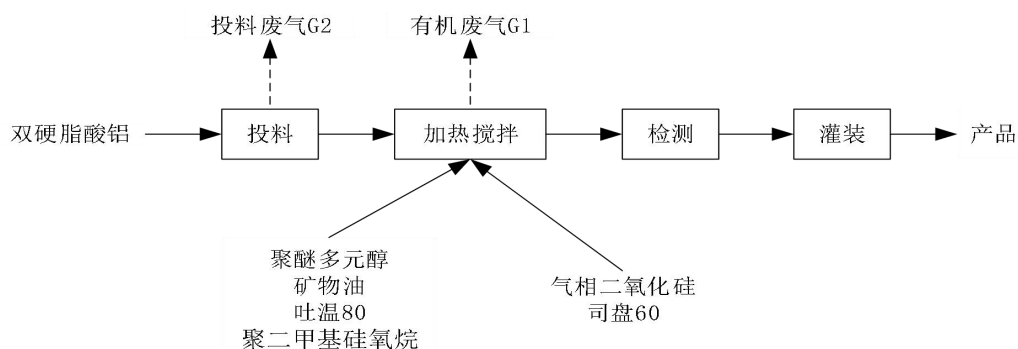 投料废气G2
有机废气G1
双硬脂酸铝
投料
加热搅拌
检测
灌装
产品
聚醚多元醇
矿物油
吐温80
聚二甲基硅氧烷
气相二氧化硅
司盘60